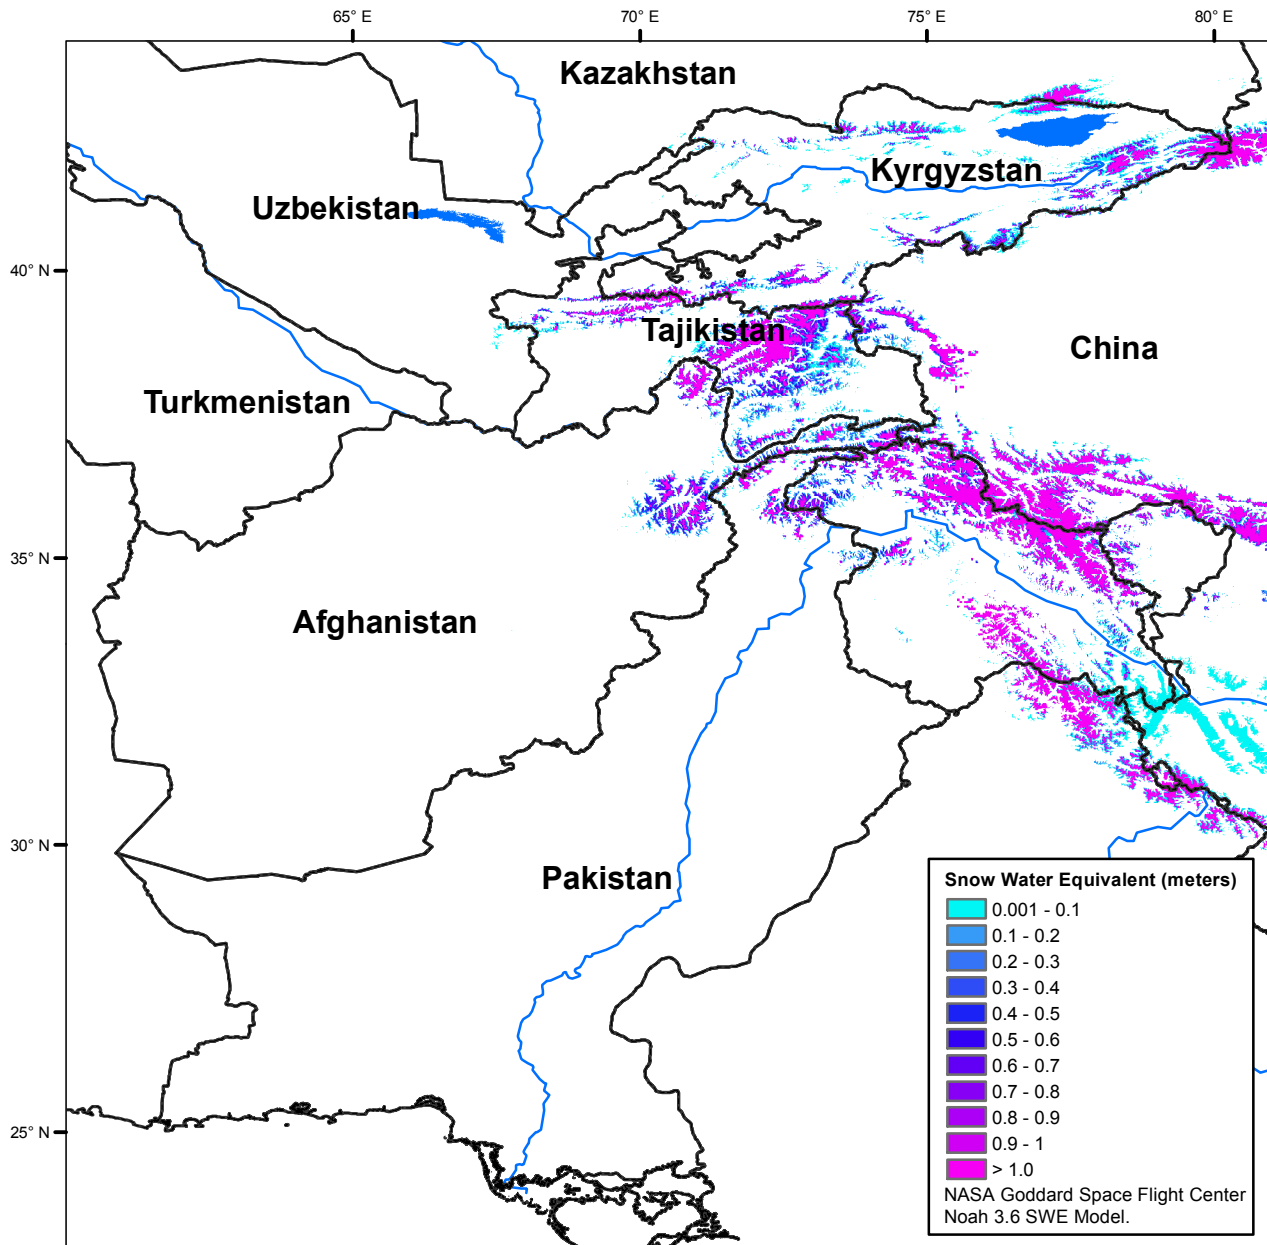 65° E
70° E
75° E
80° E
Kazakhstan
Kyrgyzstan
Uzbekistan
40° N
Tajikistan
China
Turkmenistan
35° N
Afghanistan
30° N
Pakistan
25° N
Snow Water Equivalent (meters)
0.001 - 0.1
0.1 - 0.2
0.2 - 0.3
0.3 - 0.4
0.4 - 0.5
0.5 - 0.6
0.6 - 0.7
0.7 - 0.8
0.8 - 0.9
0.9 - 1
> 1.0
NASA Goddard Space Flight Center
Noah 3.6 SWE Model.